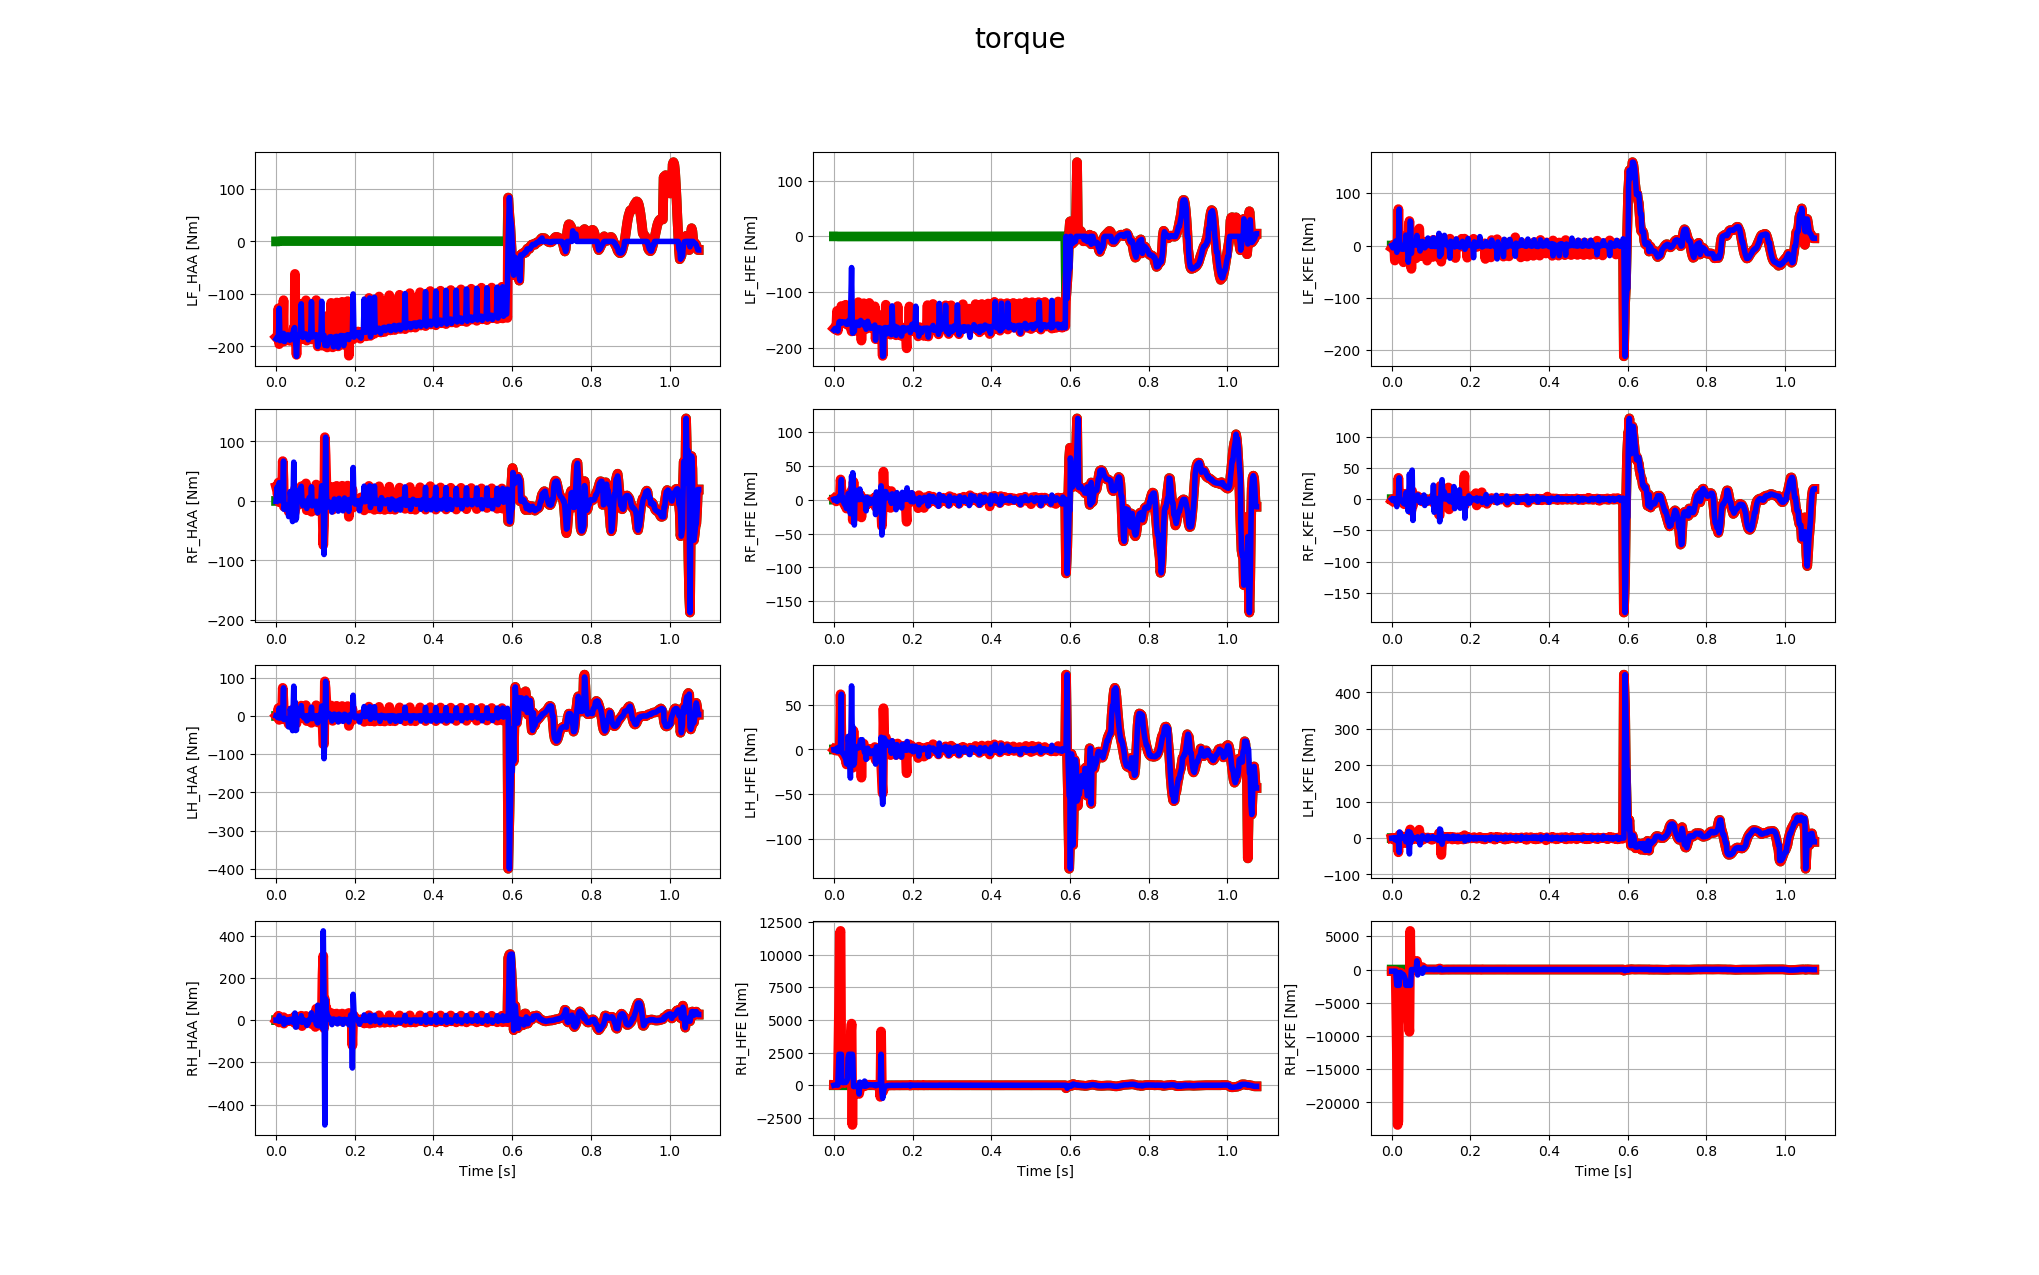 torque
LF_HAA [Nm]
100
0
−100
−200
0.0 0.2 0.4 0.6 0.8 1.0
LF_HFE [Nm]
100
0
−100
−200
0.0 0.2 0.4 0.6 0.8 1.0
LF_KFE [Nm]
100
0
−100
−200
0.0 0.2 0.4 0.6 0.8 1.0
RF_HAA [Nm]
100
0
−100
−200
0.0 0.2 0.4 0.6 0.8 1.0
RF_HFE [Nm]
100
50
0
−50
−100
−150
0.0 0.2 0.4 0.6 0.8 1.0
RF_KFE [Nm]
100
50
0
−50
−100
−150
0.0 0.2 0.4 0.6 0.8 1.0
LH_HAA [Nm]
100
0
−100
−200
−300
−400
0.0 0.2 0.4 0.6 0.8 1.0
LH_HFE [Nm]
50
0
−50
−100
0.0 0.2 0.4 0.6 0.8 1.0
LH_KFE [Nm]
400
300
200
100
0
−100
0.0 0.2 0.4 0.6 0.8 1.0
RH_HAA [Nm]
400
200
0
−200
−400
0.0 0.2 0.4 0.6 0.8 1.0
Time [s]
RH_HFE [Nm]
12500
10000
7500
5000
2500
0
−2500
0.0 0.2 0.4 0.6 0.8 1.0
Time [s]
RH_KFE [Nm]
5000
0
−5000
−10000
−15000
−20000
0.0 0.2 0.4 0.6 0.8 1.0
Time [s]